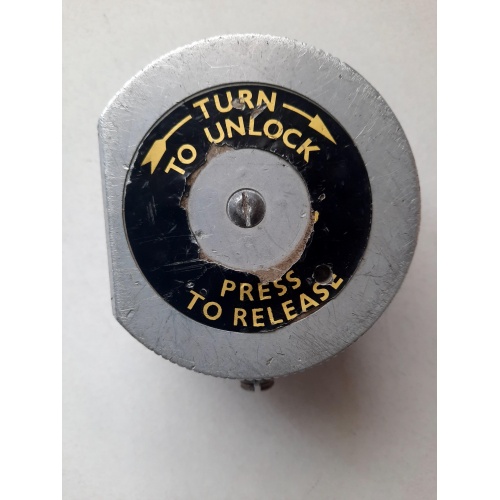 TURN
TO UNLOCK
PRESS
TO RELEASE